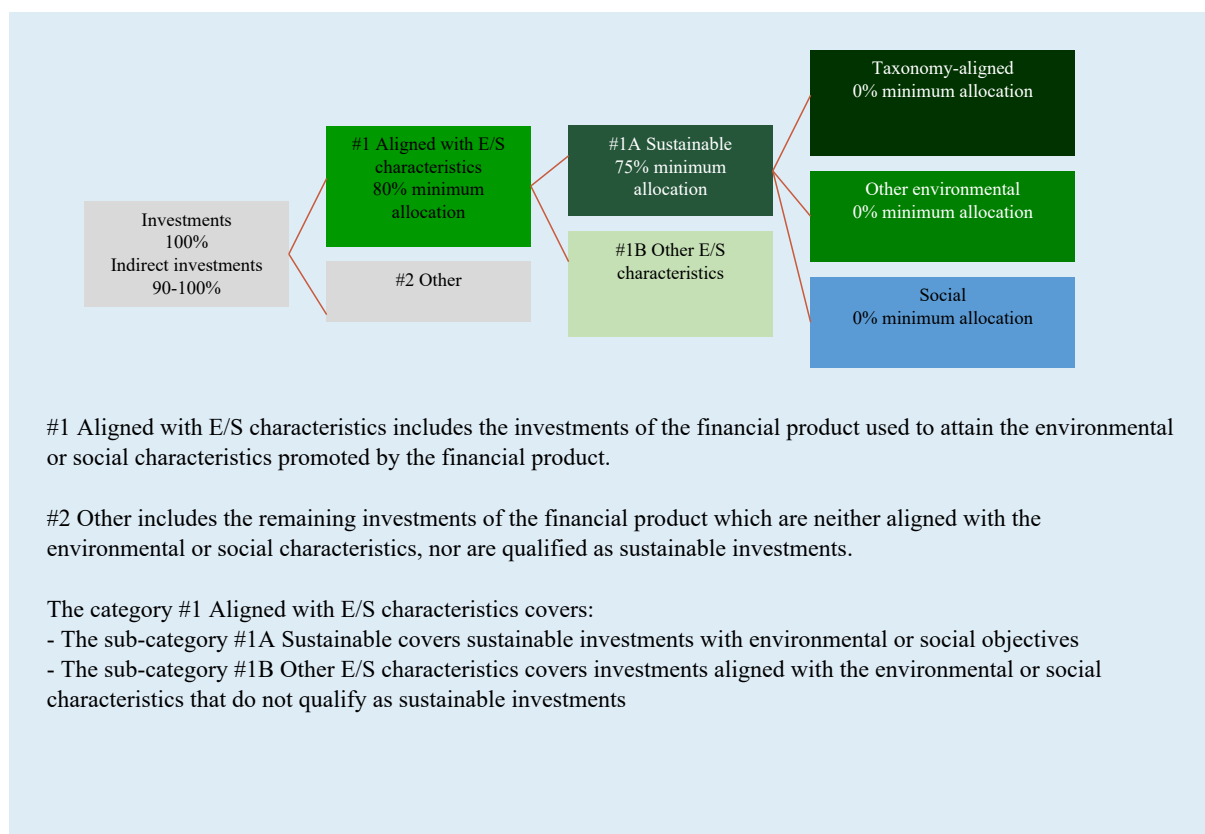 Investments
100%
Indirect investments
90-100%
#1 Aligned with E/S
characteristics
80% minimum
allocation
#2 Other
#1A Sustainable
75% minimum
allocation
#1B Other E/S
characteristics
Taxonomy-aligned
0% minimum allocation
Other environmental
0% minimum allocation
Social
0% minimum allocation
#1 Aligned with E/S characteristics includes the investments of the financial product used to attain the environmental
or social characteristics promoted by the financial product.
#2 Other includes the remaining investments of the financial product which are neither aligned with the
environmental or social characteristics, nor are qualified as sustainable investments.
The category #1 Aligned with E/S characteristics covers:
- The sub-category #1A Sustainable covers sustainable investments with environmental or social objectives
- The sub-category #1B Other E/S characteristics covers investments aligned with the environmental or social
characteristics that do not qualify as sustainable investments